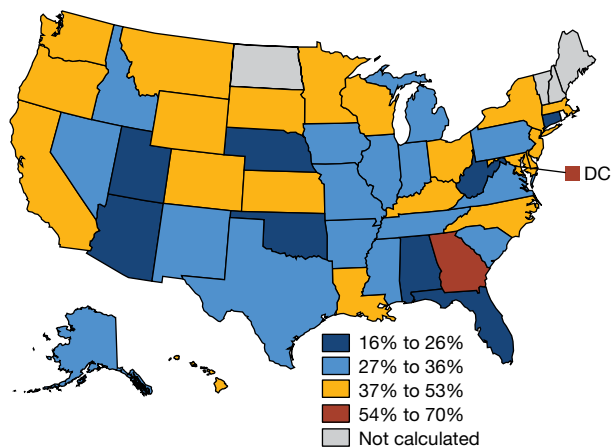 DC
16% to 26%
27% to 36%
37% to 53%
54% to 70%
Not calculated